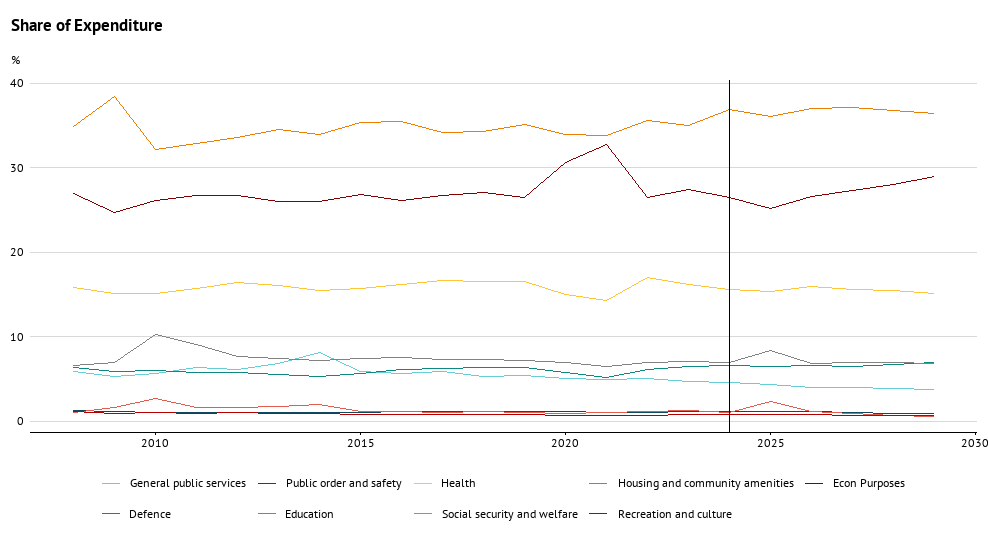 Share of Expenditure
%
40
30
20
10
0
2010 2015 2020 2025 2030
General public services Public order and safety Health Housing and community amenities Econ Purposes
Defence Education Social security and welfare Recreation and culture